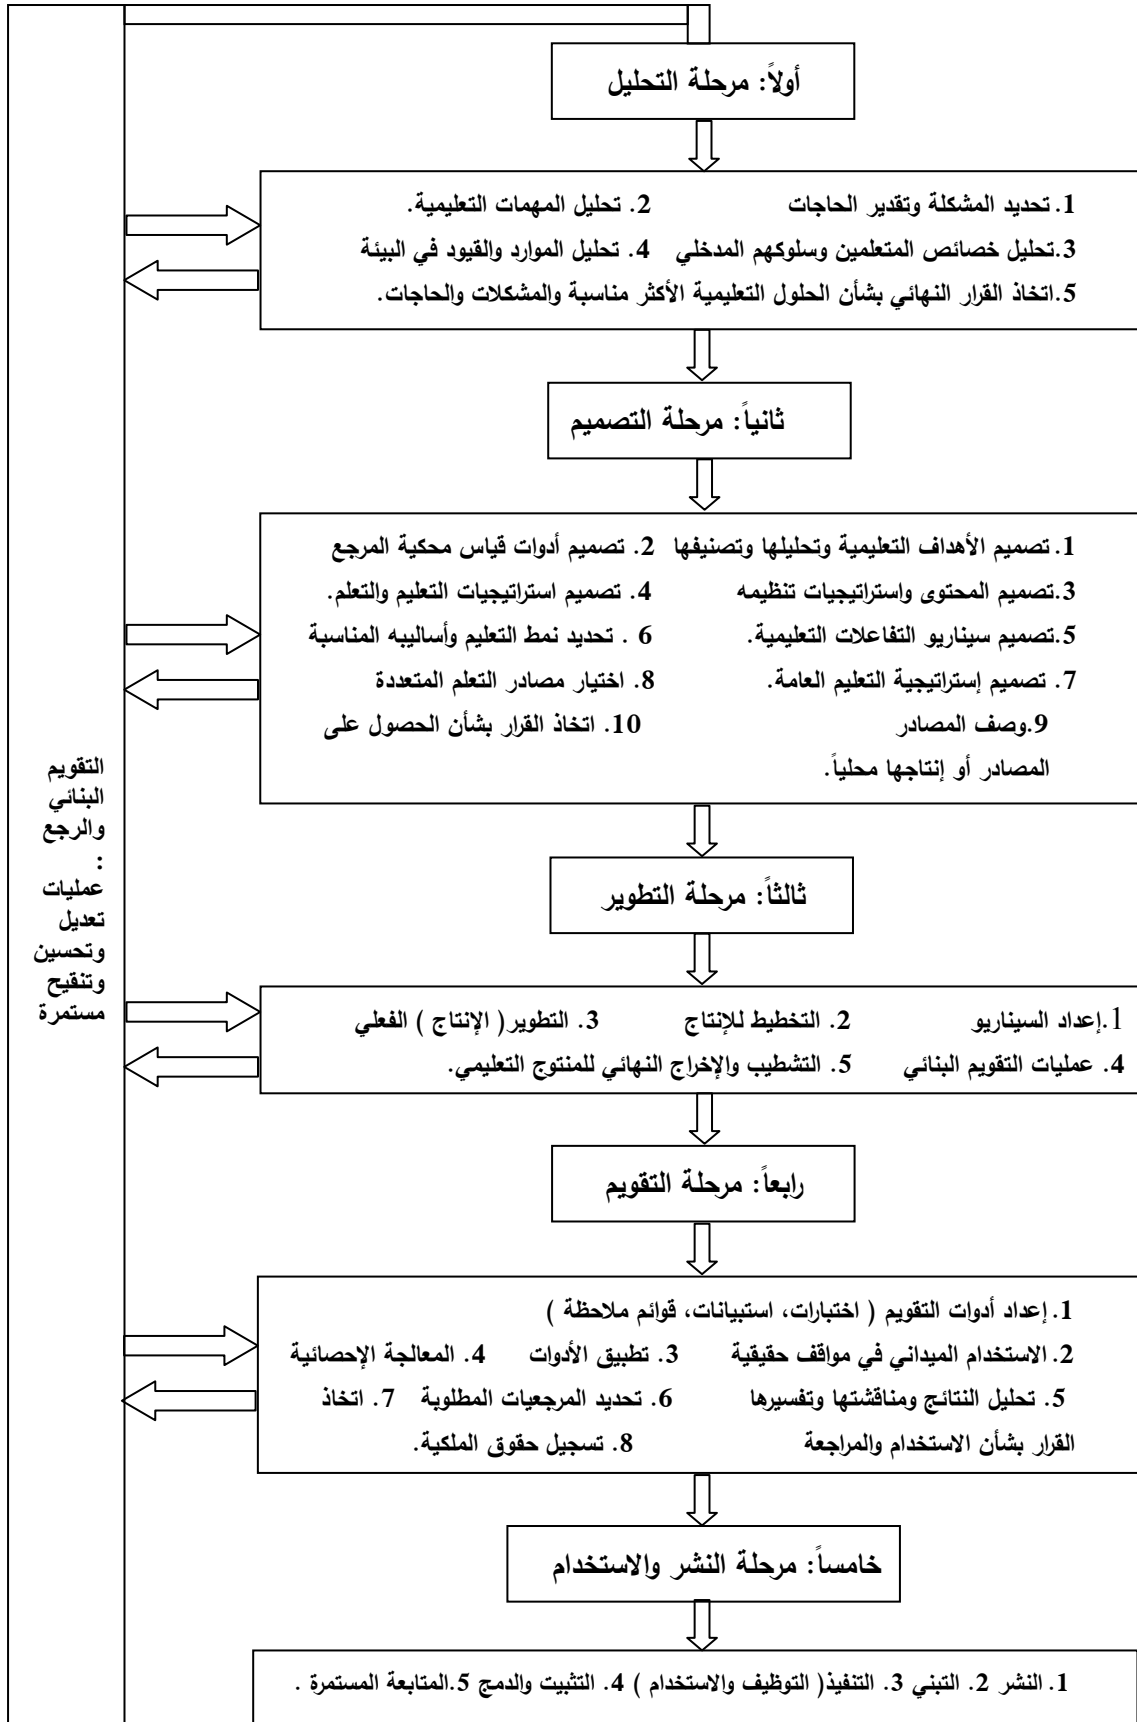 أولاً: مرحلة التحليل
1. تحديد المشكلة وتقدير الحاجات 2. تحليل المهمات التعليمية.
3.تحليل خصائص المتعلمين وسلوكهم المدخلي 4. تحليل الموارد والقيود في البيئة
5.اتخاذ القرار النهائي بشأن الحلول التعليمية الأكثر مناسبة والمشكلات والحاجات.
ثانياً: مرحلة التصميم
1. تصميم الأهداف التعليمية وتحليلها وتصنيفها 2. تصميم أدوات قياس محكية المرجع
3.تصميم المحتوى واستراتيجيات تنظيمه 4. تصميم استراتيجيات التعليم والتعلم.
5.تصميم سيناريو التفاعلات التعليمية. 6 . تحديد نمط التعليم وأساليبه المناسبة
7. تصميم إستراتيجية التعليم العامة. 8. اختيار مصادر التعلم المتعددة
9.وصف المصادر 10. اتخاذ القرار بشأن الحصول على
المصادر أو إنتاجها محلياً.
ثالثاً: مرحلة التطوير
1.إعداد السيناريو 2. التخطيط للإنتاج 3. التطوير( الإنتاج ) الفعلي
4. عمليات التقويم البنائي 5. التشطيب والإخراج النهائي للمنتوج التعليمي.
رابعاً: مرحلة التقويم
1. إعداد أدوات التقويم ( اختبارات، استبيانات، قوائم ملاحظة )
2. الاستخدام الميداني في مواقف حقيقية 3. تطبيق الأدوات 4. المعالجة الإحصائية
5. تحليل النتائج ومناقشتها وتفسيرها 6. تحديد المرجعيات المطلوبة 7. اتخاذ
القرار بشأن الاستخدام والمراجعة 8. تسجيل حقوق الملكية.
خامساً: مرحلة النشر والاستخدام
1. النشر 2. التبني 3. التنفيذ( التوظيف والاستخدام ) 4. التثبيت والدمج 5.المتابعة المستمرة .
التقويم
البنائي
والرجع
:
عمليات
تعديل
وتحسين
وتنقيح
مستمرة